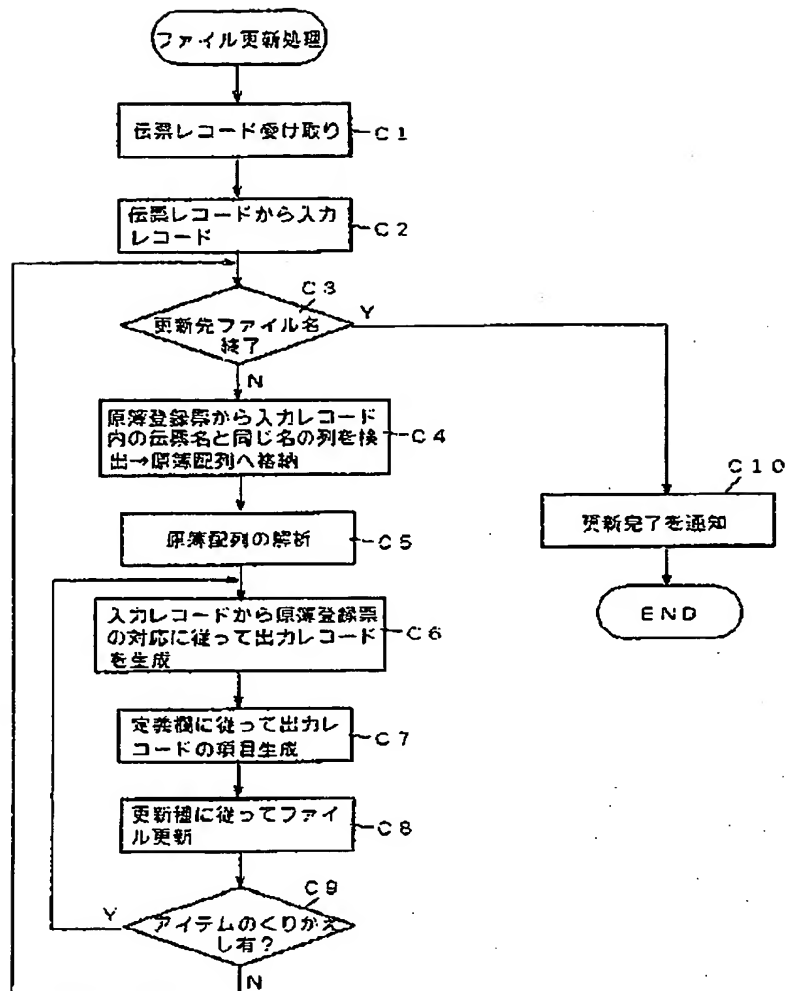 ファイル更新処理
伝票レコード受け取り
C1
伝票レコードから入力
レコード
C2
C3
更新先ファイル名
終了
Y
N
原簿登録票から入力レコード
内の伝票名と同じ名の列を検
出→原簿配列へ格納
C4
原簿配列の解析
C5
入力レコードから原簿登録票
の対応に従って出力レコード
を生成
C6
定義欄に従って出力レ
コードの項目生成
C7
更新種に従ってファイ
ル更新
C8
C9
アイテムのくりかえ
し有?
Y
N
C10
更新完了を通知
END